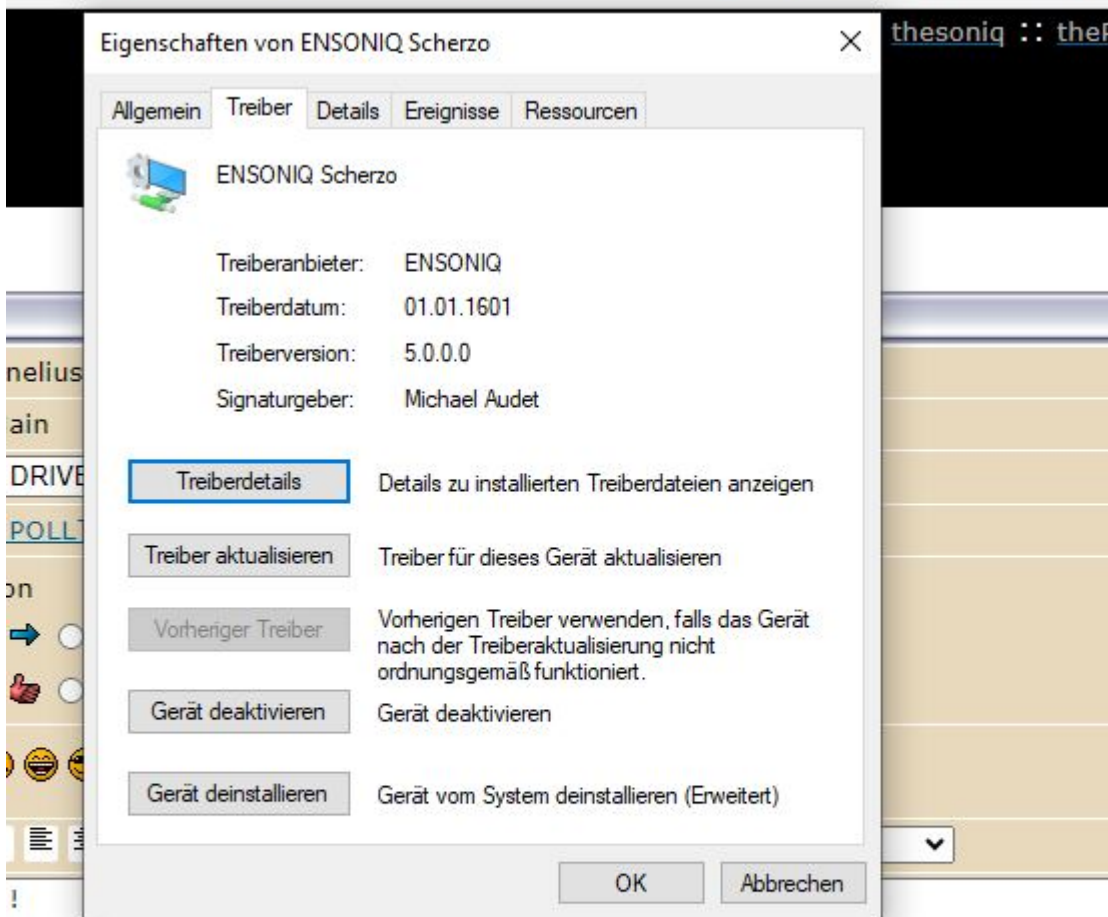 thesoniq :: theP
Eigenschaften von ENSONIQ Scherzo
Allgemein Treiber Details Ereignisse Ressourcen
ENSONIQ Scherzo
Treiberanbieter: ENSONIQ
Treiberdatum: 01.01.1601
Treiberversion: 5.0.0.0
Signaturgeber: Michael Audet
nelius
ain
DRIVE
POLL
on
Treiberdetails Details zu installierten Treiberdateien anzeigen
Treiber aktualisieren Treiber für dieses Gerät aktualisieren
Vorheriger Treiber Vorherigen Treiber verwenden, falls das Gerät
nach der Treiberaktualisierung nicht
ordnungsgemäß funktioniert.
Gerät deaktivieren Gerät deaktivieren
Gerät deinstallieren Gerät vom System deinstallieren (Erweitert)
OK Abbrechen
!